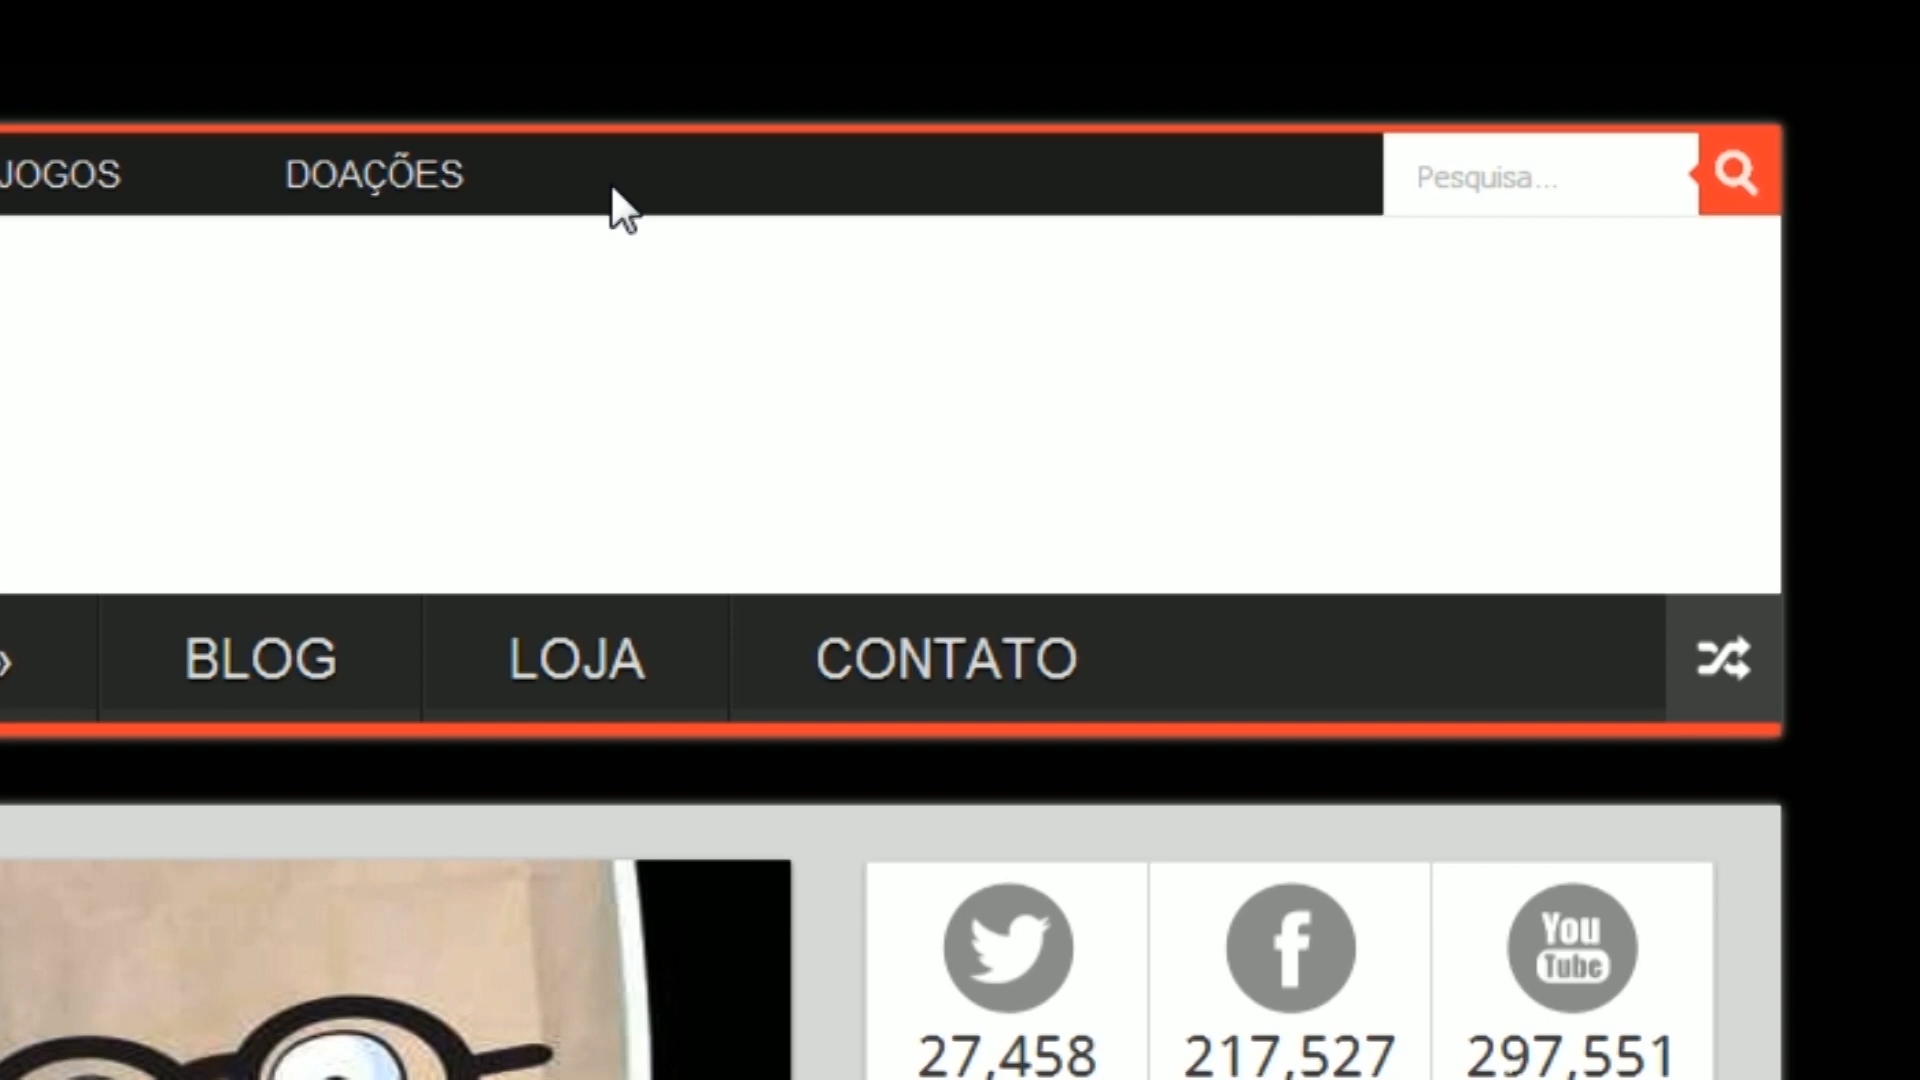 JOGOS DOAÇÕES Pesquisa...
» BLOG LOJA CONTATO
You
Tube
27,458 217,527 297,551